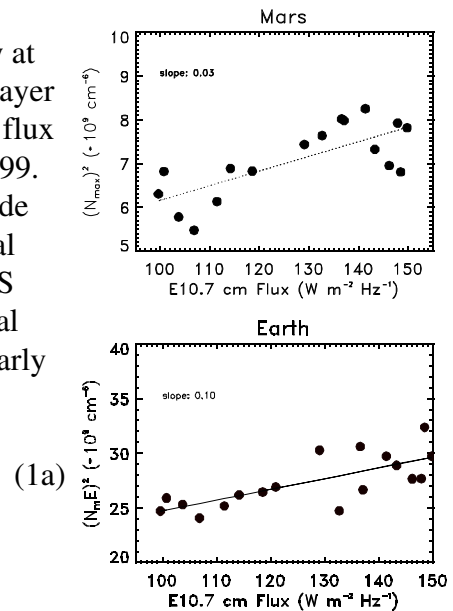 y at
ayer
flux
99.
de
al
S
al
arly
(1a)
Mars
10
9
8
7
6
5
(Nmax)² (·10⁹ cm⁻⁶)
slope: 0.03
100 110 120 130 140 150
E10.7 cm Flux (W m⁻² Hz⁻¹)
Earth
40
35
30
25
20
(NmE)² (·10⁹ cm⁻⁶)
slope: 0.10
100 110 120 130 140 150
E10.7 cm Flux (W m⁻² Hz⁻¹)